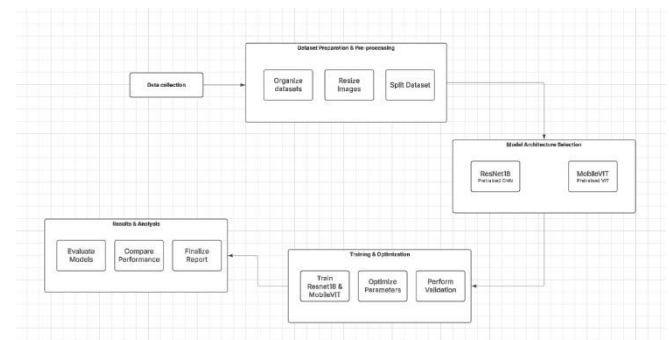 Dataset Preparation & Pre-processing
Data collection
Organize
datasets
Resize
Images
Split Dataset
Model Architecture Selection
ResNet18
Pretrained CNN
MobileViT
Pretrained ViT
Training & Optimization
Train
Resnet18 &
MobileViT
Optimize
Parameters
Perform
Validation
Results & Analysis
Evaluate
Models
Compare
Performance
Finalize
Report